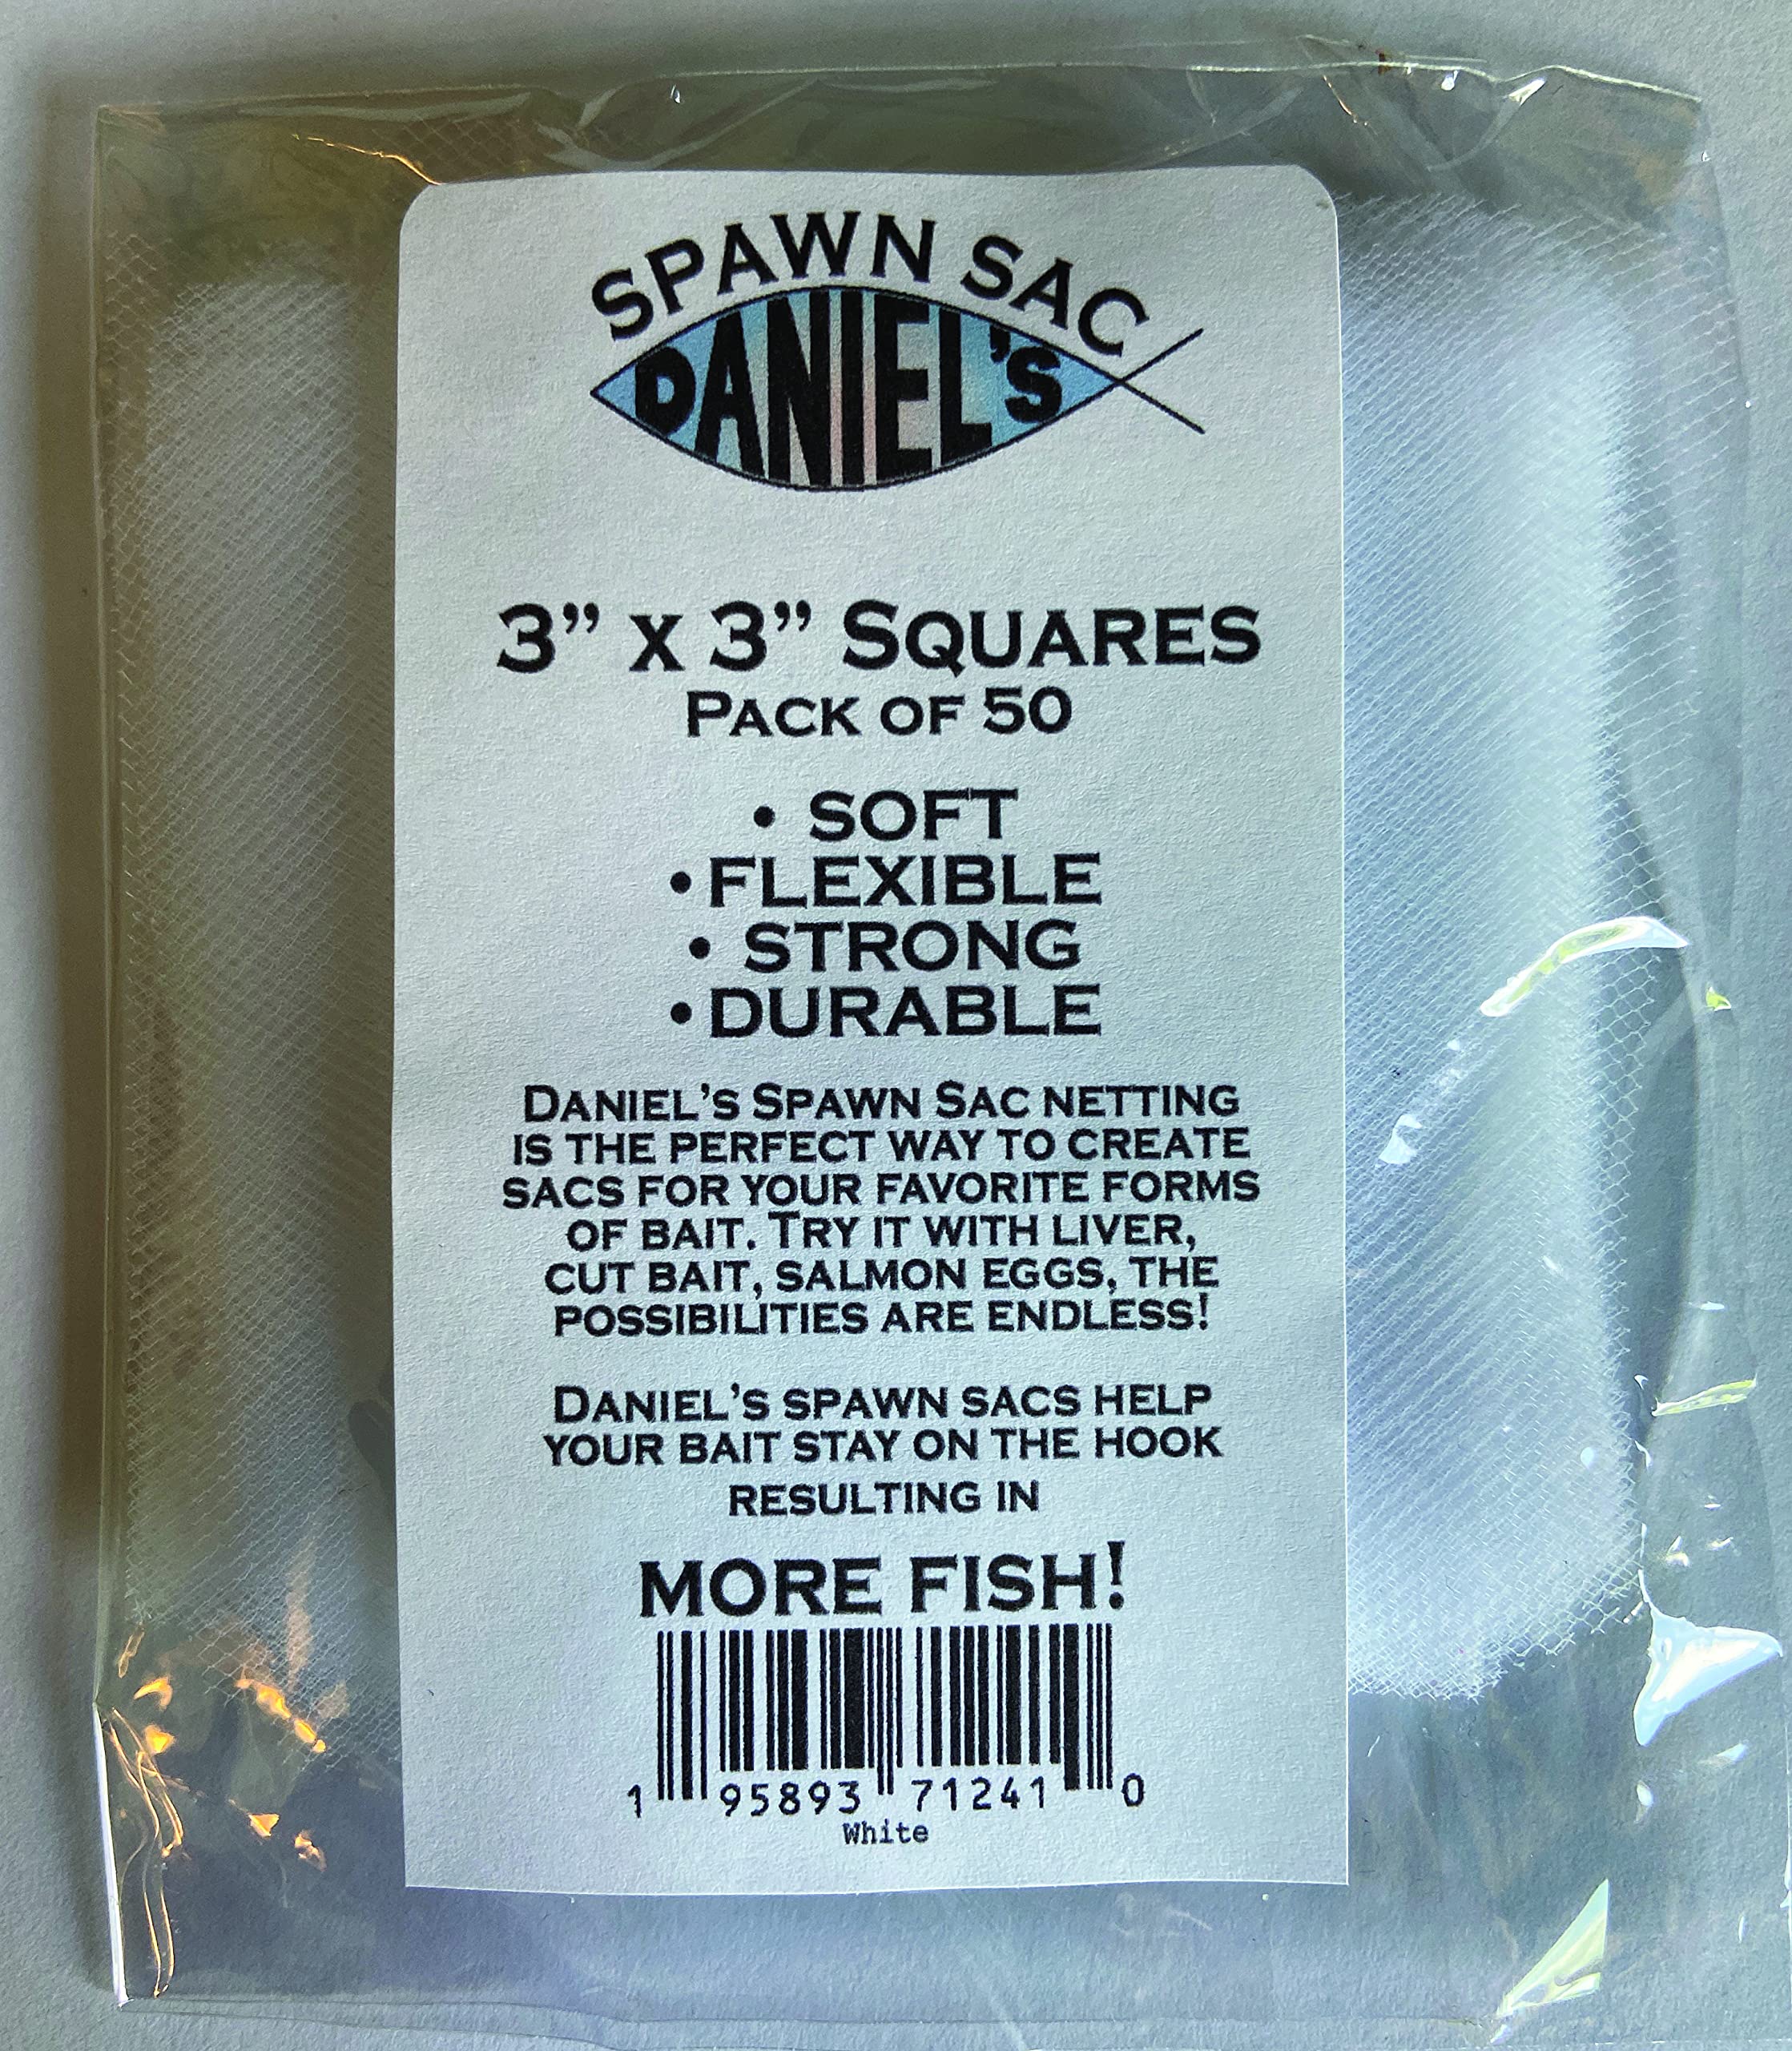 SPAWN SAC
DANIEL'S
3” x 3” SQUARES
PACK OF 50
• SOFT
• FLEXIBLE
• STRONG
• DURABLE
DANIEL’S SPAWN SAC NETTING
IS THE PERFECT WAY TO CREATE
SACS FOR YOUR FAVORITE FORMS
OF BAIT. TRY IT WITH LIVER,
CUT BAIT, SALMON EGGS, THE
POSSIBILITIES ARE ENDLESS!
DANIEL’S SPAWN SACS HELP
YOUR BAIT STAY ON THE HOOK
RESULTING IN
MORE FISH!
1 95893 71241 0
White